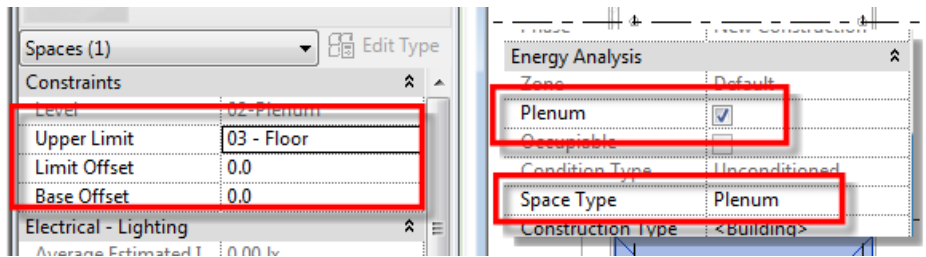 Spaces (1)
Edit Type
Constraints
Level 02-Plenum
Upper Limit 03 - Floor
Limit Offset 0.0
Base Offset 0.0
Electrical - Lighting
Average Estimated I 0.00 lx
Phase New Construction
Energy Analysis
Zone Default
Plenum
Occupiable
Condition Type Unconditioned
Space Type Plenum
Construction Type <Building>